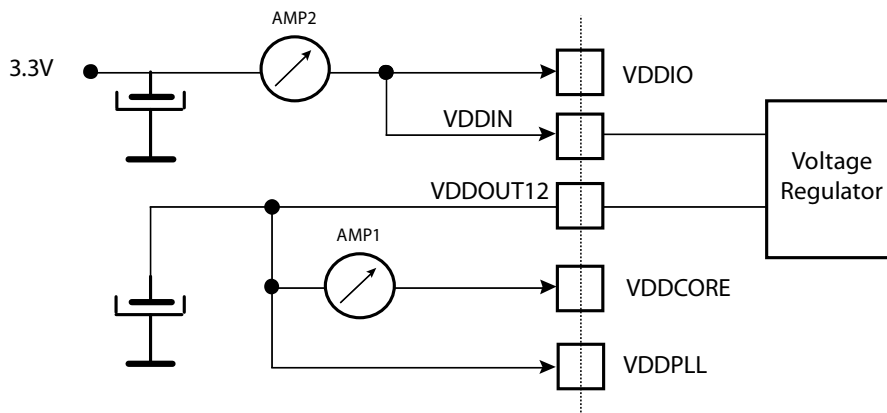 AMP2
3.3V
VDDIO
VDDIN
Voltage
Regulator
VDDOUT12
AMP1
VDDCORE
VDDPLL